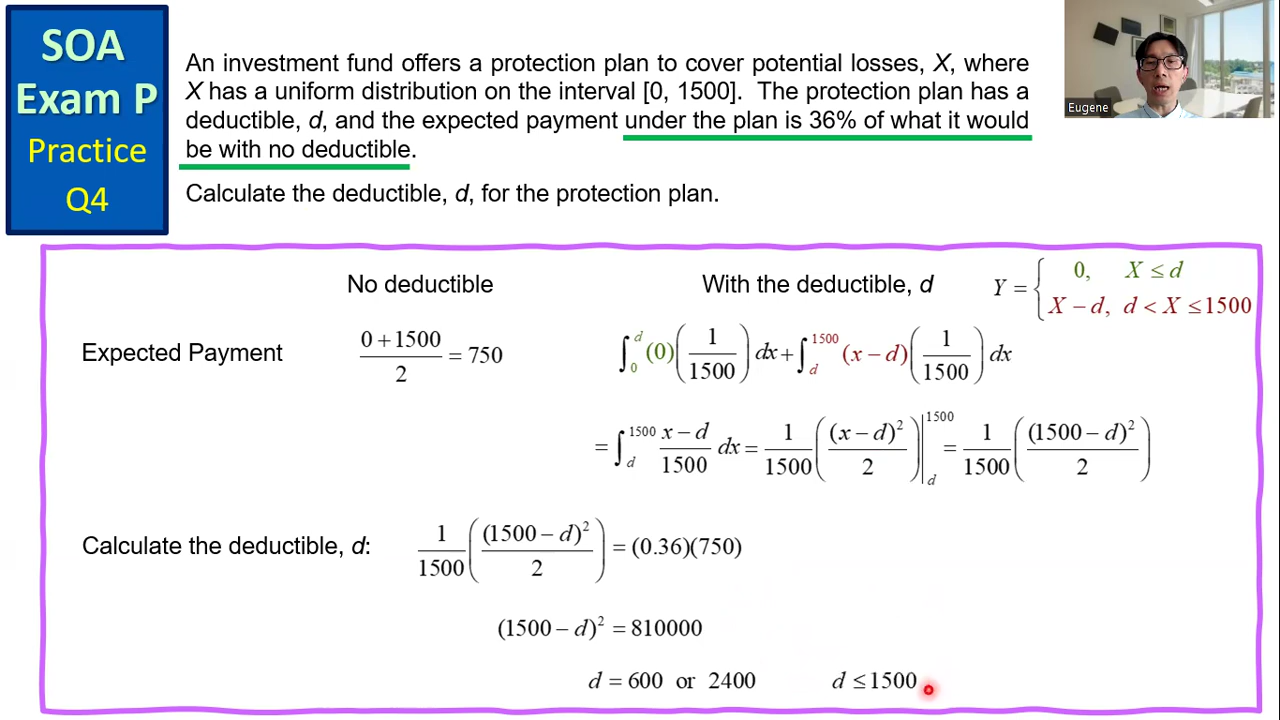 SOA
Exam P
Practice
Q4
An investment fund offers a protection plan to cover potential losses, X, where
X has a uniform distribution on the interval [0, 1500]. The protection plan has a
deductible, d, and the expected payment under the plan is 36% of what it would
be with no deductible.
Calculate the deductible, d, for the protection plan.
Eugene
No deductible
With the deductible, d
Y = { 0, X ≤ d
X − d, d < X ≤ 1500
Expected Payment
(0 + 1500)/2 = 750
∫_0^d (0)(1/1500) dx + ∫_d^1500 (x − d)(1/1500) dx
= ∫_d^1500 (x − d)/1500 dx = 1/1500 ((x − d)²/2) |_d^1500 = 1/1500 ((1500 − d)²/2)
Calculate the deductible, d:
1/1500 ((1500 − d)²/2) = (0.36)(750)
(1500 − d)² = 810000
d = 600 or 2400
d ≤ 1500